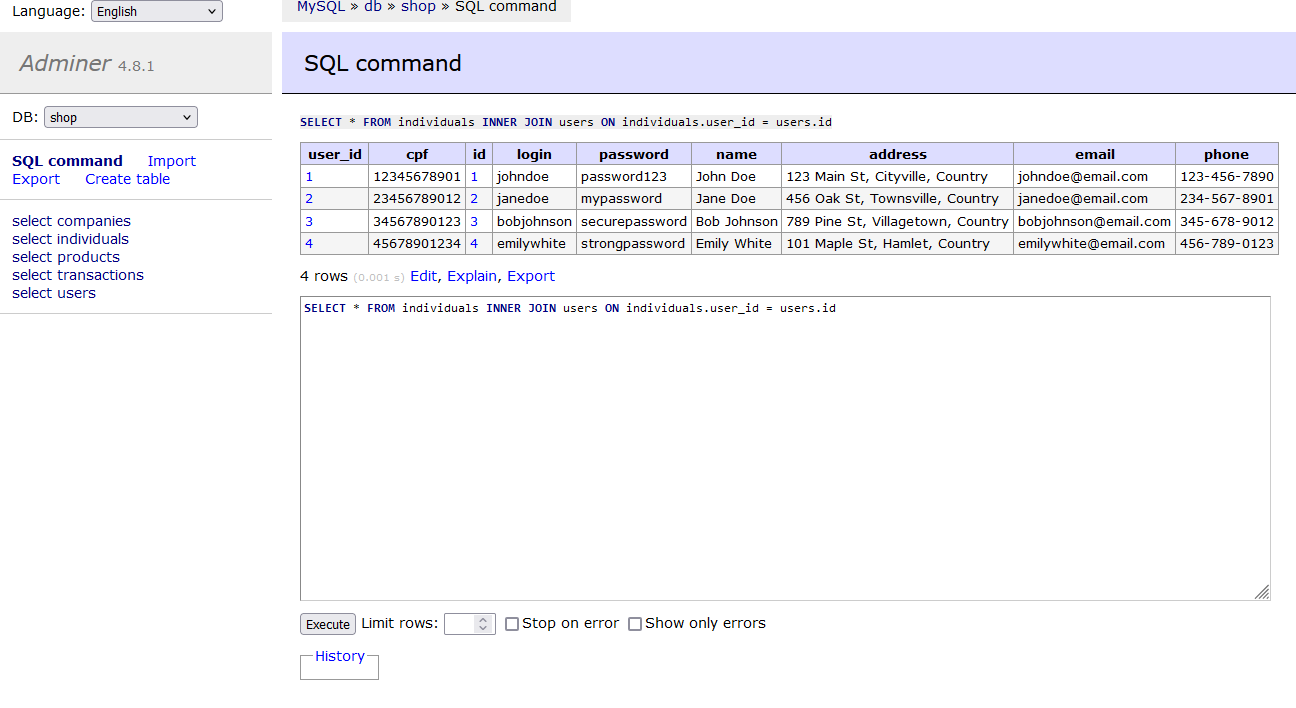 Language: English
MySQL » db » shop » SQL command
Adminer 4.8.1
SQL command
DB: shop
SQL command Import
Export Create table
select companies
select individuals
select products
select transactions
select users
SELECT * FROM individuals INNER JOIN users ON individuals.user_id = users.id
user_id cpf id login password name address email phone
1 12345678901 1 johndoe password123 John Doe 123 Main St, Cityville, Country johndoe@email.com 123-456-7890
2 23456789012 2 janedoe mypassword Jane Doe 456 Oak St, Townsville, Country janedoe@email.com 234-567-8901
3 34567890123 3 bobjohnson securepassword Bob Johnson 789 Pine St, Villagetown, Country bobjohnson@email.com 345-678-9012
4 45678901234 4 emilywhite strongpassword Emily White 101 Maple St, Hamlet, Country emilywhite@email.com 456-789-0123
4 rows (0.001 s) Edit, Explain, Export
SELECT * FROM individuals INNER JOIN users ON individuals.user_id = users.id
Execute Limit rows: Stop on error Show only errors
History